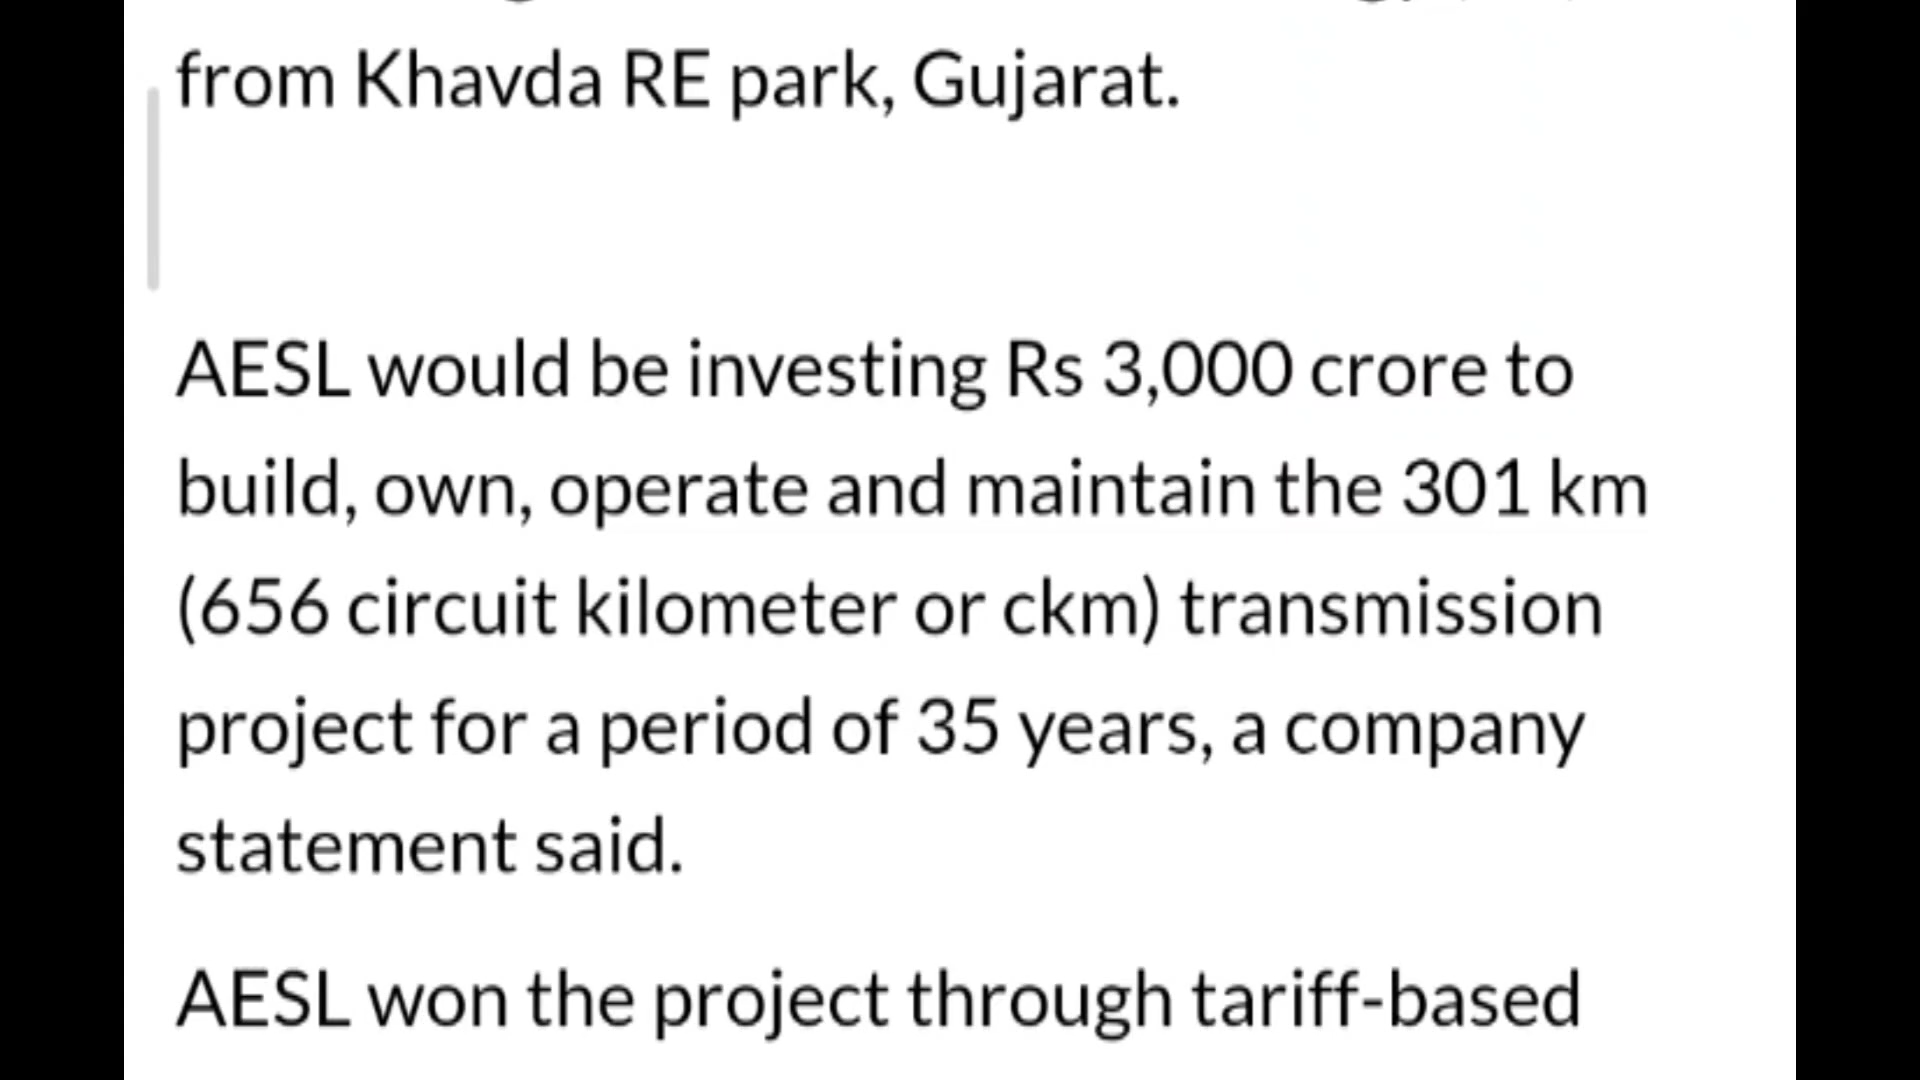 from Khavda RE park, Gujarat.
AESL would be investing Rs 3,000 crore to
build, own, operate and maintain the 301 km
(656 circuit kilometer or ckm) transmission
project for a period of 35 years, a company
statement said.
AESL won the project through tariff-based